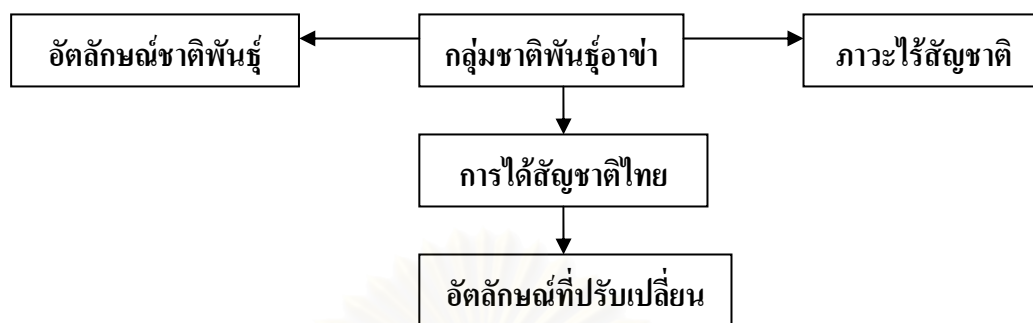 อัตลักษณ์ชาติพันธุ์
กลุ่มชาติพันธุ์อาข่า
ภาวะไร้สัญชาติ
การได้สัญชาติไทย
อัตลักษณ์ที่ปรับเปลี่ยน